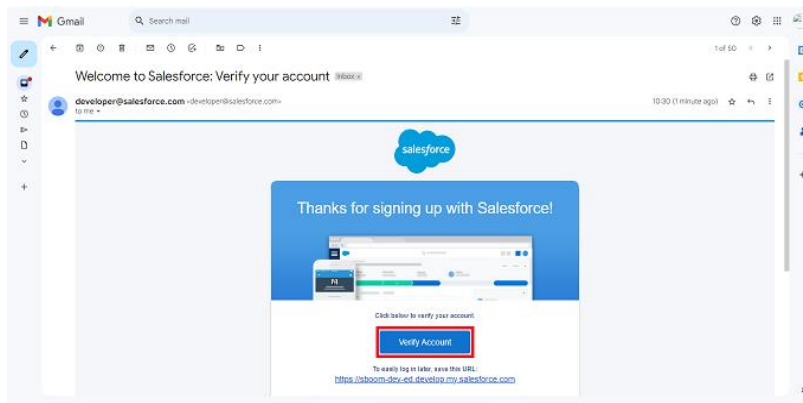 Gmail
Search mail
1 of 50
Welcome to Salesforce: Verify your account Inbox x
developer@salesforce.com <developer@salesforce.com>
10:30 (1 minute ago)
to me
salesforce
Thanks for signing up with Salesforce!
Click below to verify your account.
Verify Account
To easily log in later, save this URL:
https://sboom-dev-ed.develop.my.salesforce.com